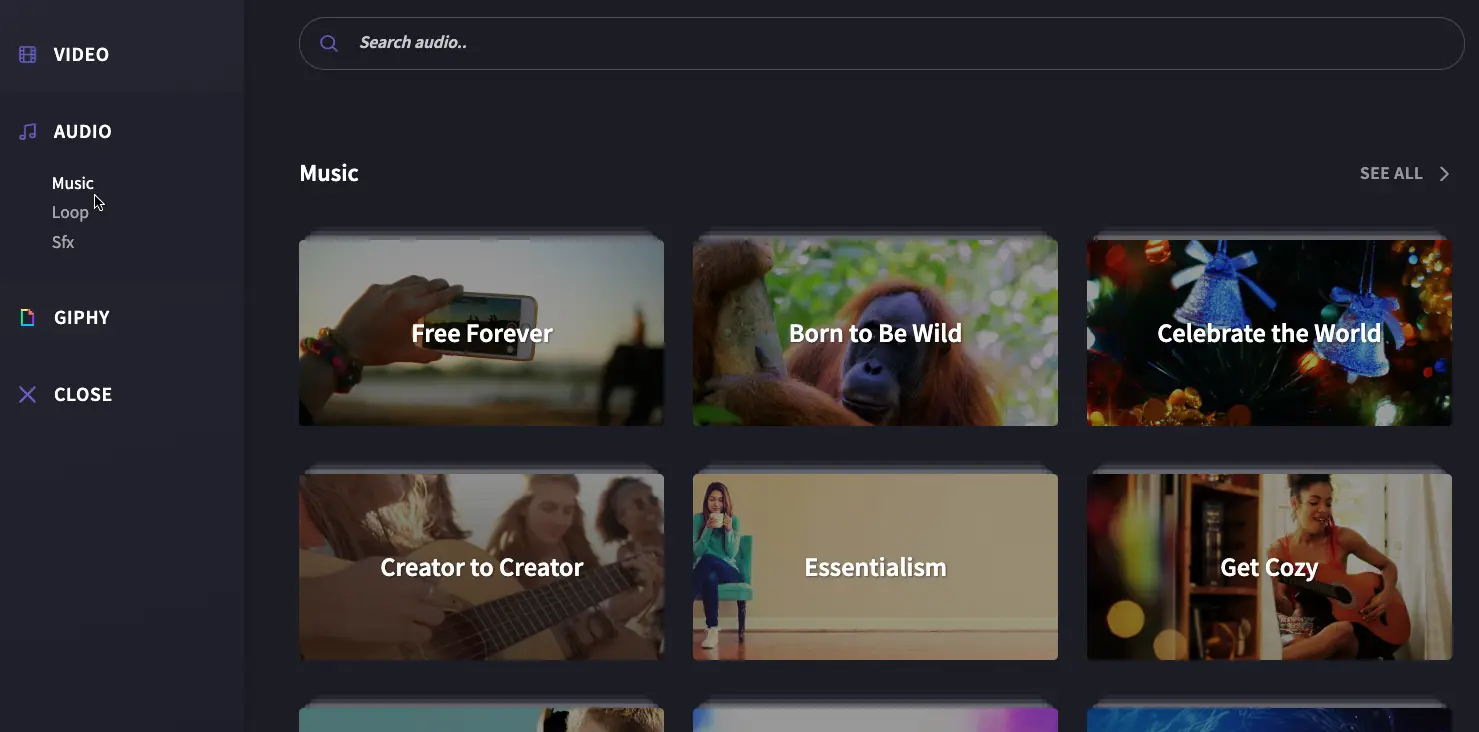 VIDEO
AUDIO
Music
Loop
Sfx
GIPHY
CLOSE
Search audio..
Music
SEE ALL
Free Forever
Born to Be Wild
Celebrate the World
Creator to Creator
Essentialism
Get Cozy